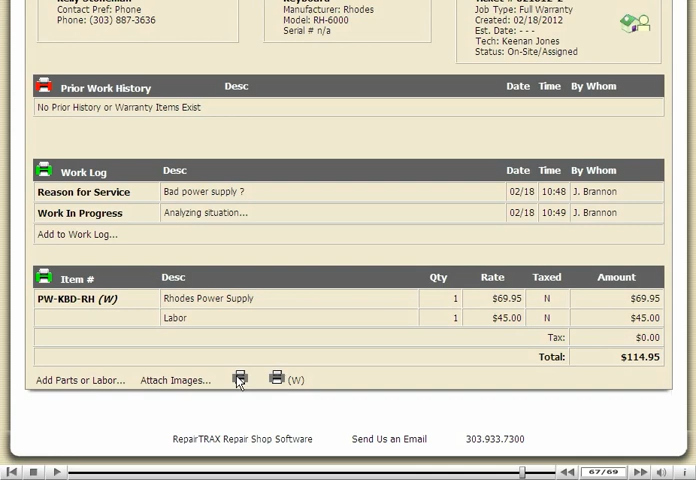 Contact Pref: Phone
Phone: (303) 887-3636
Manufacturer: Rhodes
Model: RH-6000
Serial # n/a
Job Type: Full Warranty
Created: 02/18/2012
Est. Date: - - -
Tech: Keenan Jones
Status: On-Site/Assigned
Prior Work History Desc Date Time By Whom
No Prior History or Warranty Items Exist
Work Log Desc Date Time By Whom
Reason for Service Bad power supply ? 02/18 10:48 J. Brannon
Work In Progress Analyzing situation... 02/18 10:49 J. Brannon
Add to Work Log...
Item # Desc Qty Rate Taxed Amount
PW-KBD-RH (W) Rhodes Power Supply 1 $69.95 N $69.95
Labor 1 $45.00 N $45.00
Tax: $0.00
Total: $114.95
Add Parts or Labor... Attach Images... (W)
RepairTRAX Repair Shop Software Send Us an Email 303.933.7300
67/69